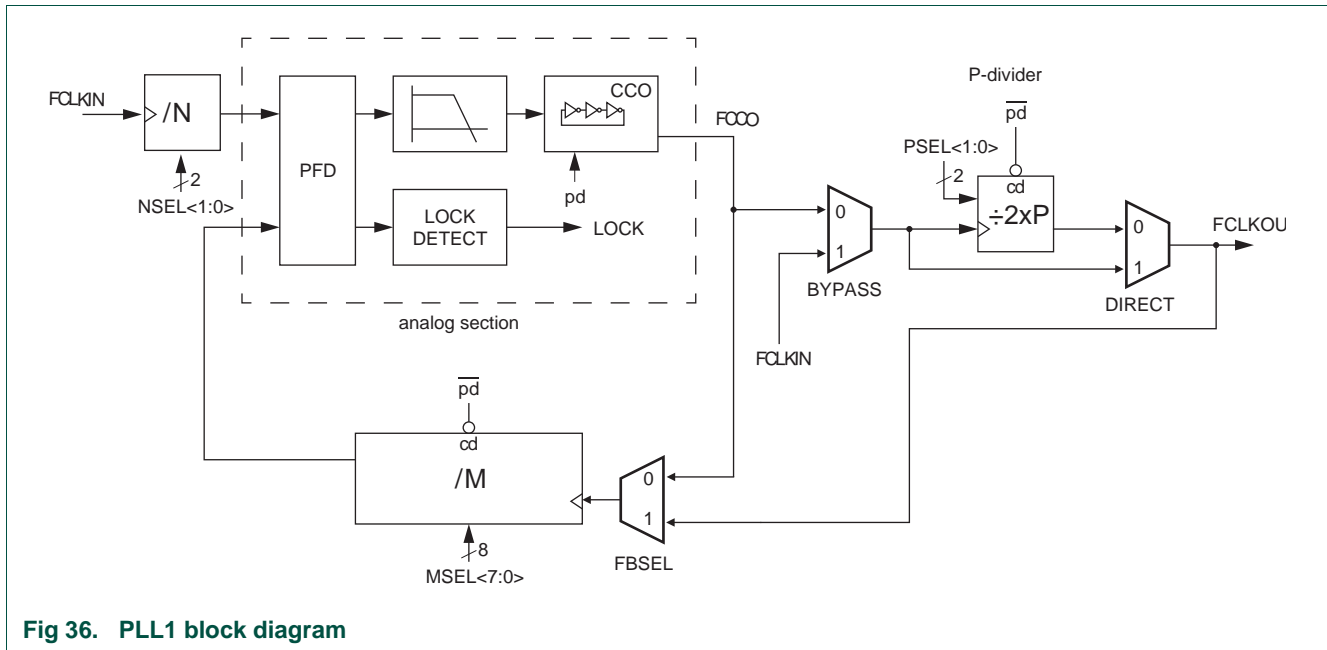 P-divider
CCO
FCLKIN
/N
FCCO
pd
PSEL<1:0>
2
PFD
cd
÷2xP
2
NSEL<1:0>
pd
0
0
FCLKOU
LOCK
DETECT
LOCK
1
1
BYPASS
DIRECT
analog section
FCLKIN
pd
cd
/M
0
1
8
MSEL<7:0>
FBSEL
Fig 36. PLL1 block diagram